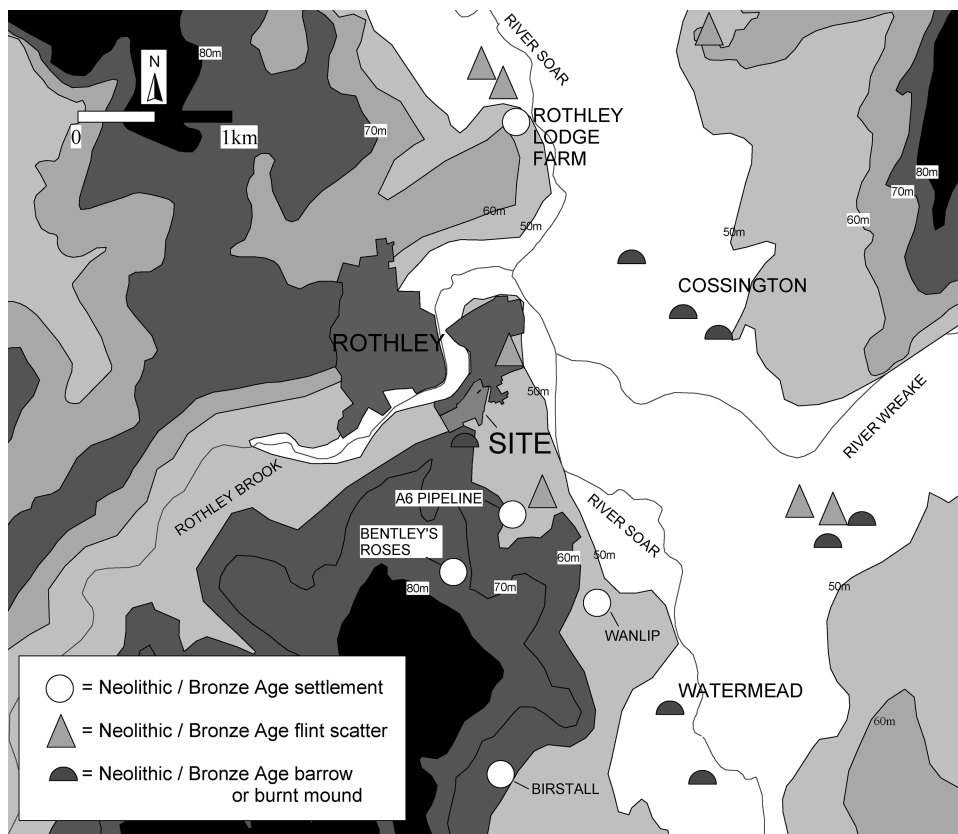 RIVER SOAR
80m
N
0
1km
70m
ROTHLEY
LODGE
FARM
80m
70m
60m
60m
50m
50m
COSSINGTON
ROTHLEY
50m
RIVER WREAKE
SITE
ROTHLEY BROOK
A6 PIPELINE
RIVER SOAR
BENTLEY'S
ROSES
60m
50m
80m
70m
50m
WANLIP
WATERMEAD
60m
BIRSTALL
= Neolithic / Bronze Age settlement
= Neolithic / Bronze Age flint scatter
= Neolithic / Bronze Age barrow
or burnt mound